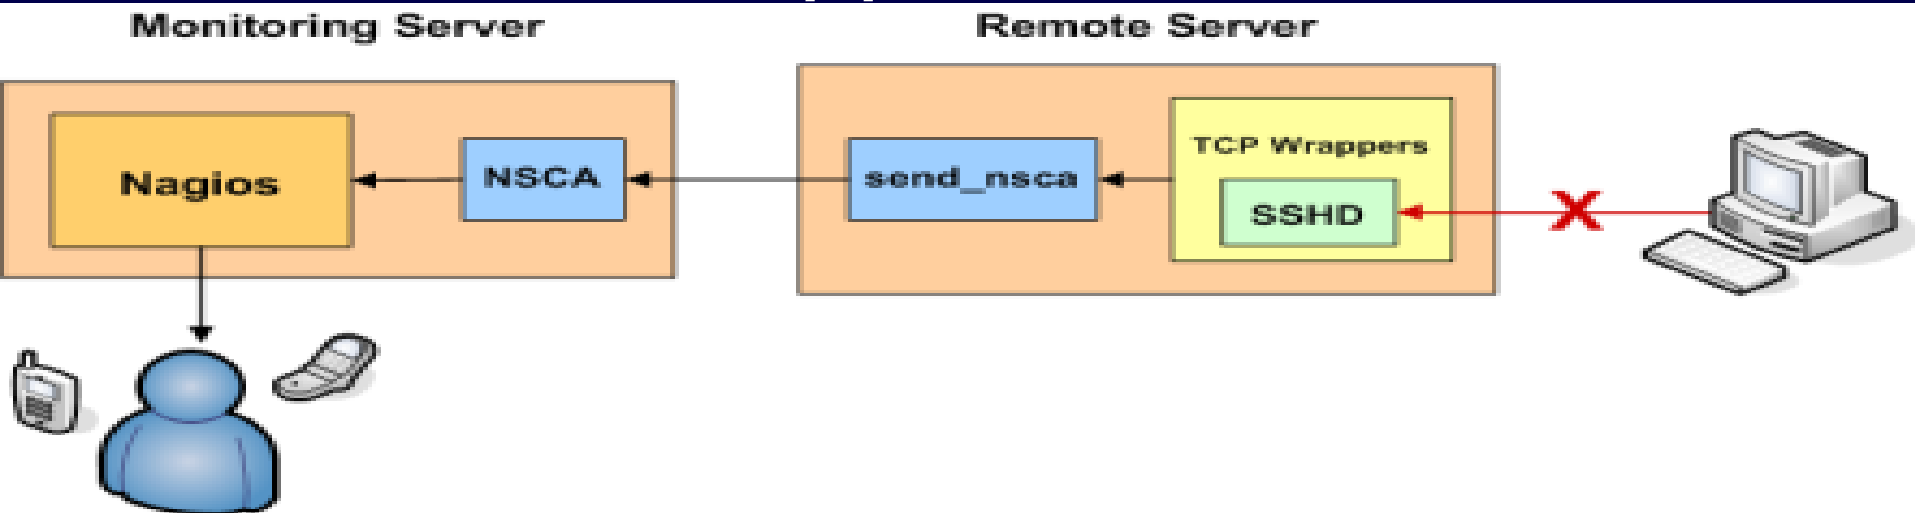 Monitoring Server
Remote Server
Nagios
NSCA
send_nsca
TCP Wrappers
SSHD
X